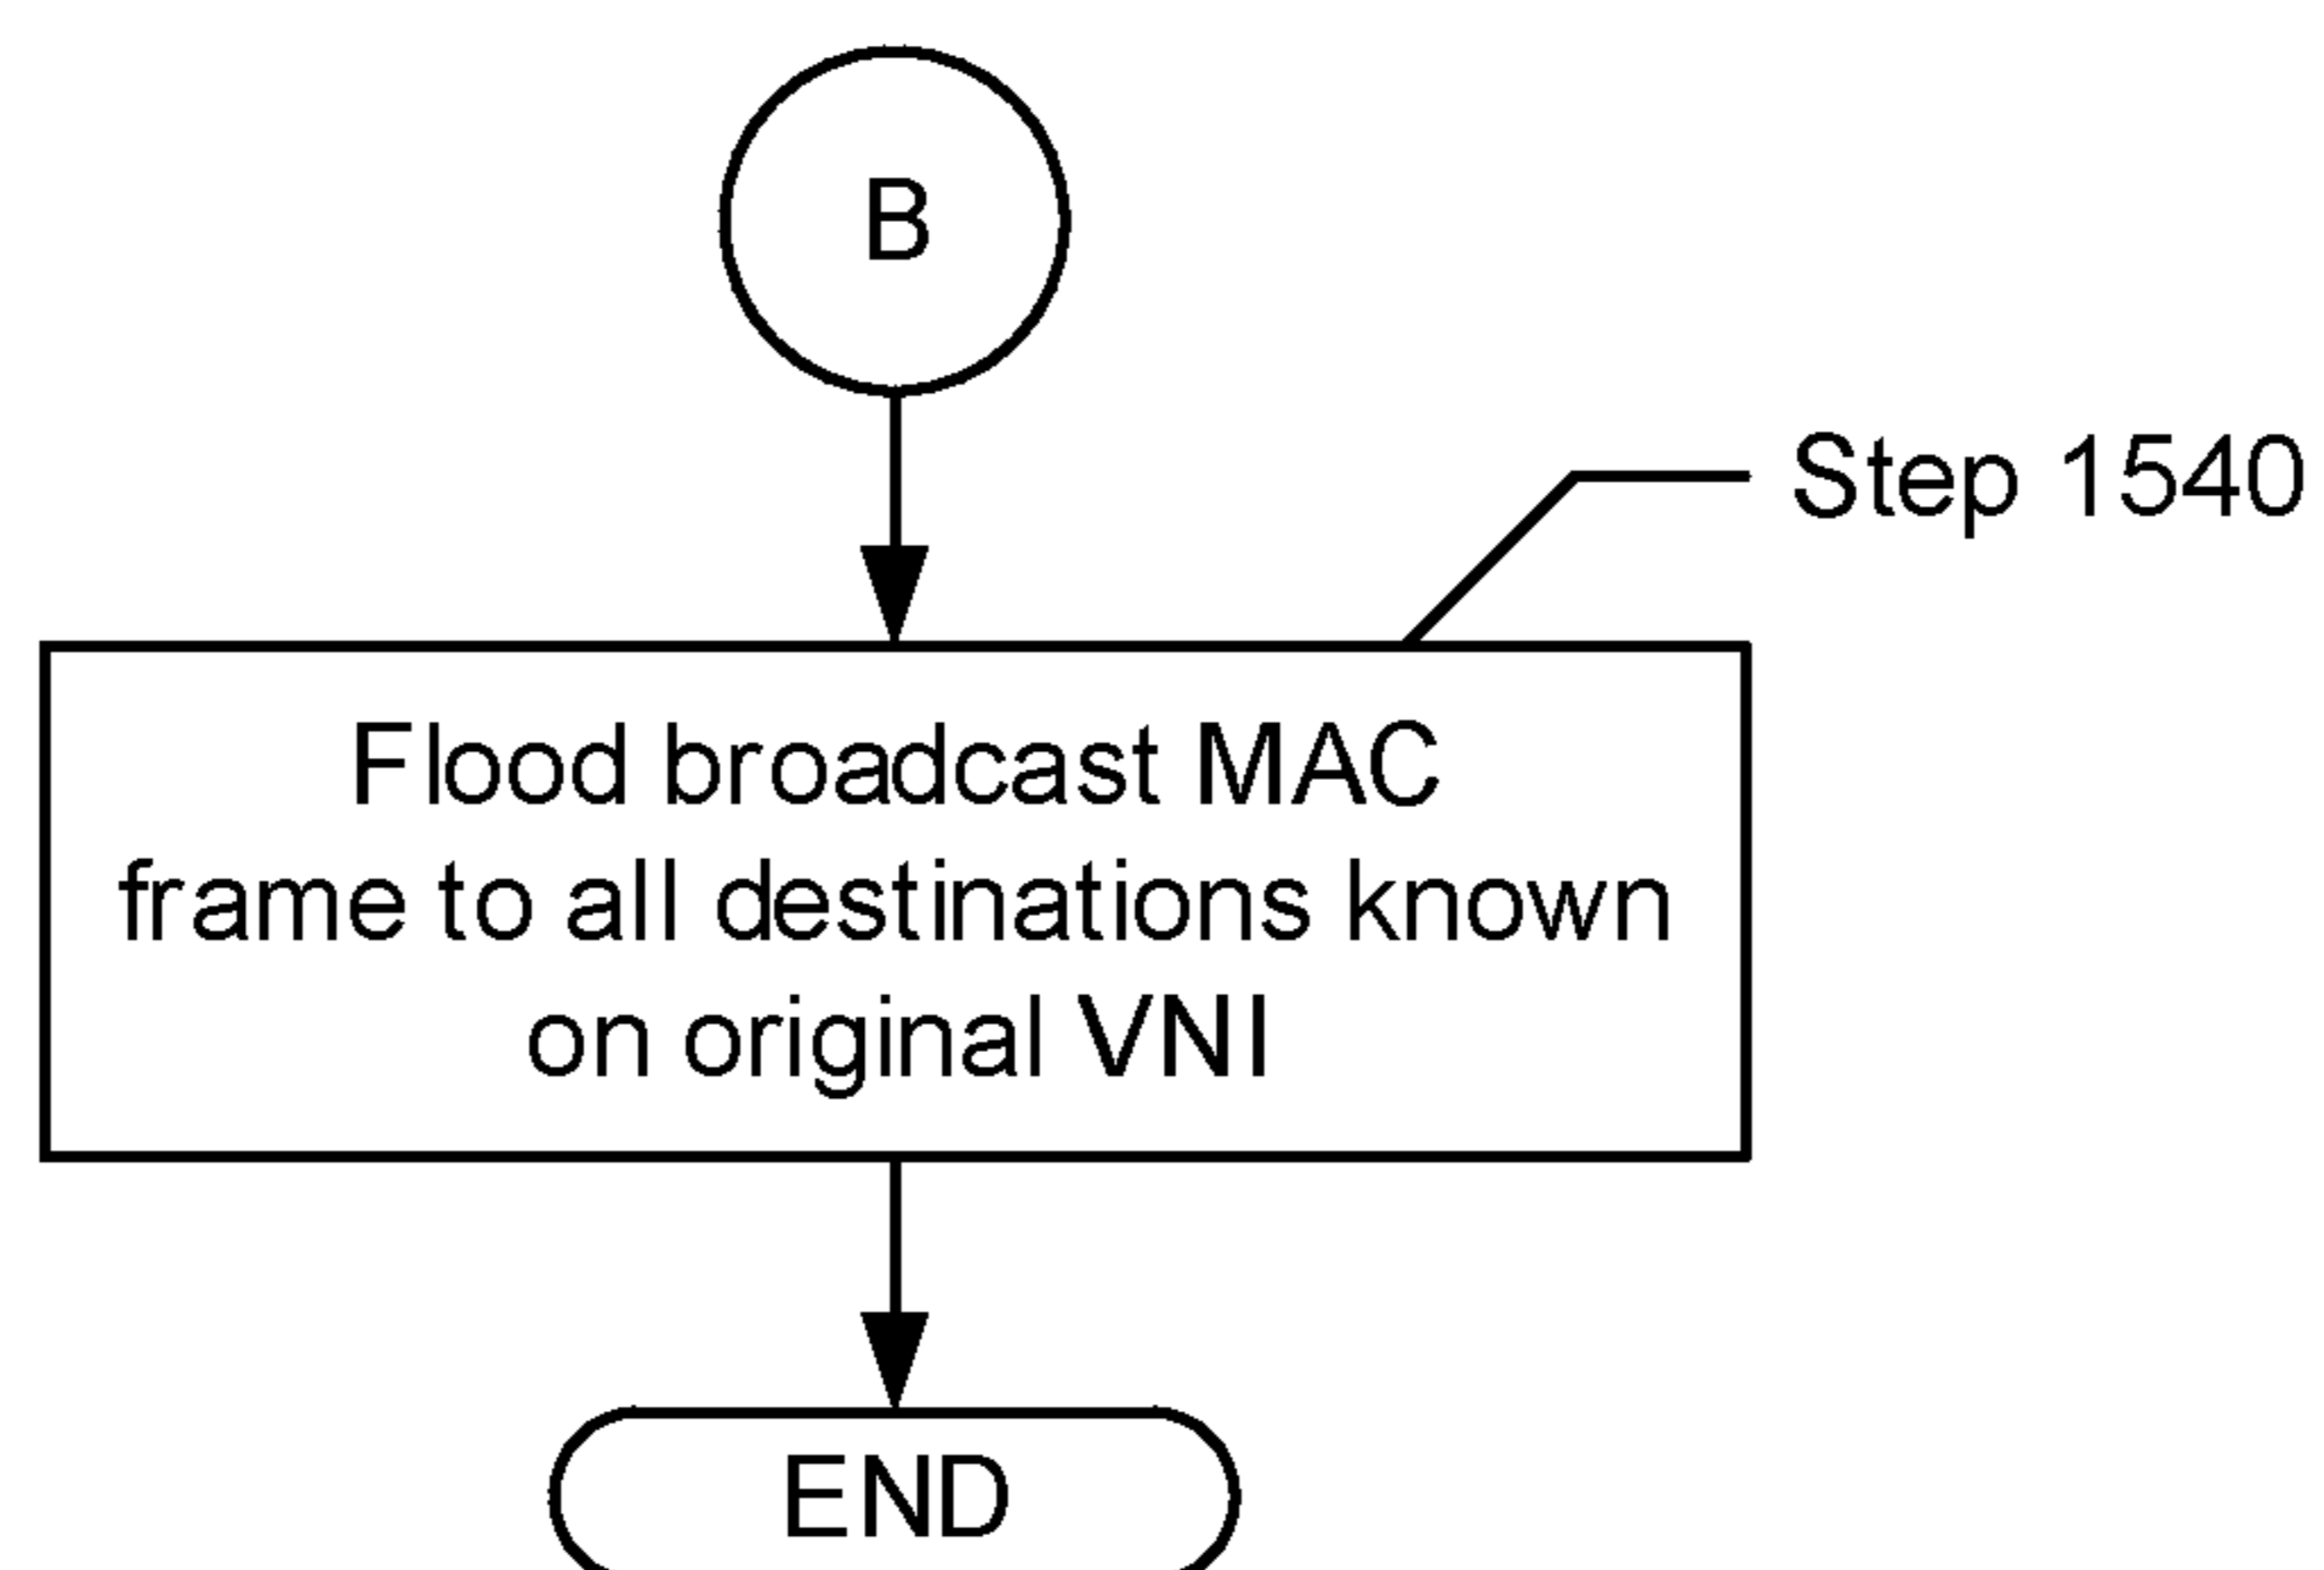 B
Step 1540
Flood broadcast MAC
frame to all destinations known
on original VNI
END